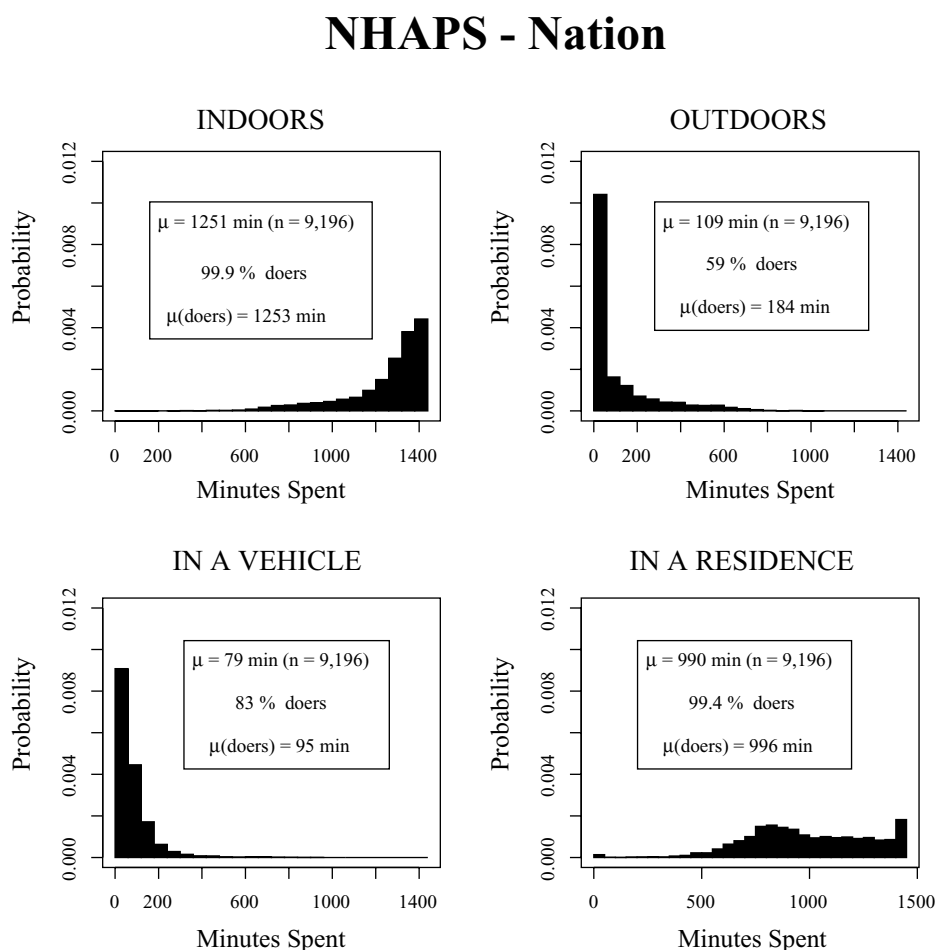 NHAPS - Nation
INDOORS
Probability
0.000 0.004 0.008 0.012
μ = 1251 min (n = 9,196)
99.9 % doers
μ(doers) = 1253 min
0 200 600 1000 1400
Minutes Spent
OUTDOORS
Probability
0.000 0.004 0.008 0.012
μ = 109 min (n = 9,196)
59 % doers
μ(doers) = 184 min
0 200 600 1000 1400
Minutes Spent
IN A VEHICLE
Probability
0.000 0.004 0.008 0.012
μ = 79 min (n = 9,196)
83 % doers
μ(doers) = 95 min
0 200 600 1000 1400
Minutes Spent
IN A RESIDENCE
Probability
0.000 0.004 0.008 0.012
μ = 990 min (n = 9,196)
99.4 % doers
μ(doers) = 996 min
0 500 1000 1500
Minutes Spent